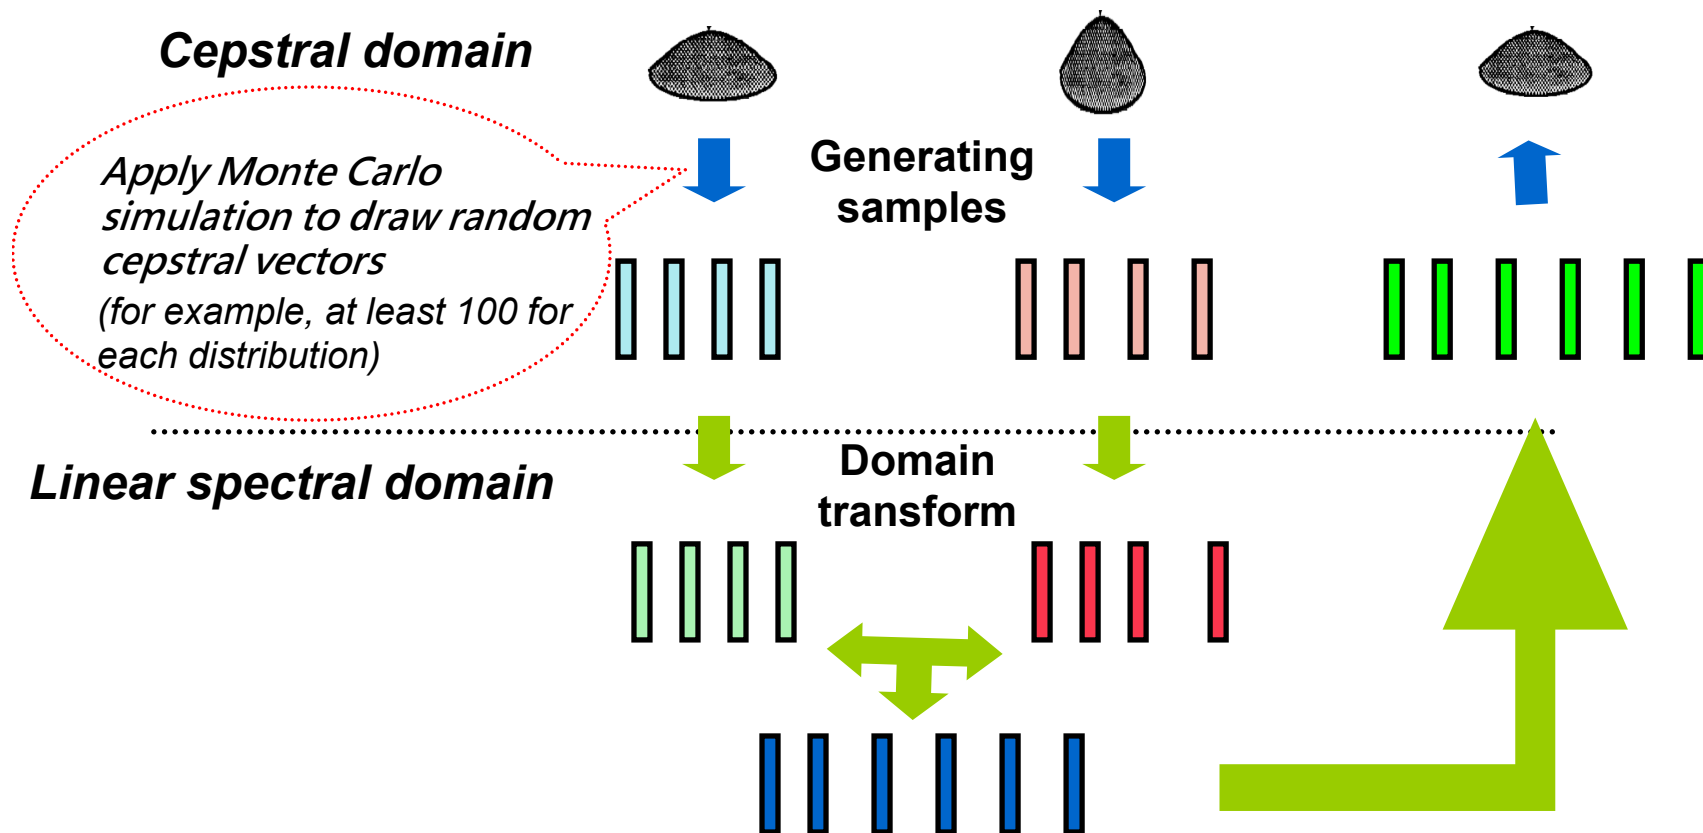 Cepstral domain
Apply Monte Carlo
simulation to draw random
cepstral vectors
(for example, at least 100 for
each distribution)
Generating
samples
Linear spectral domain
Domain
transform